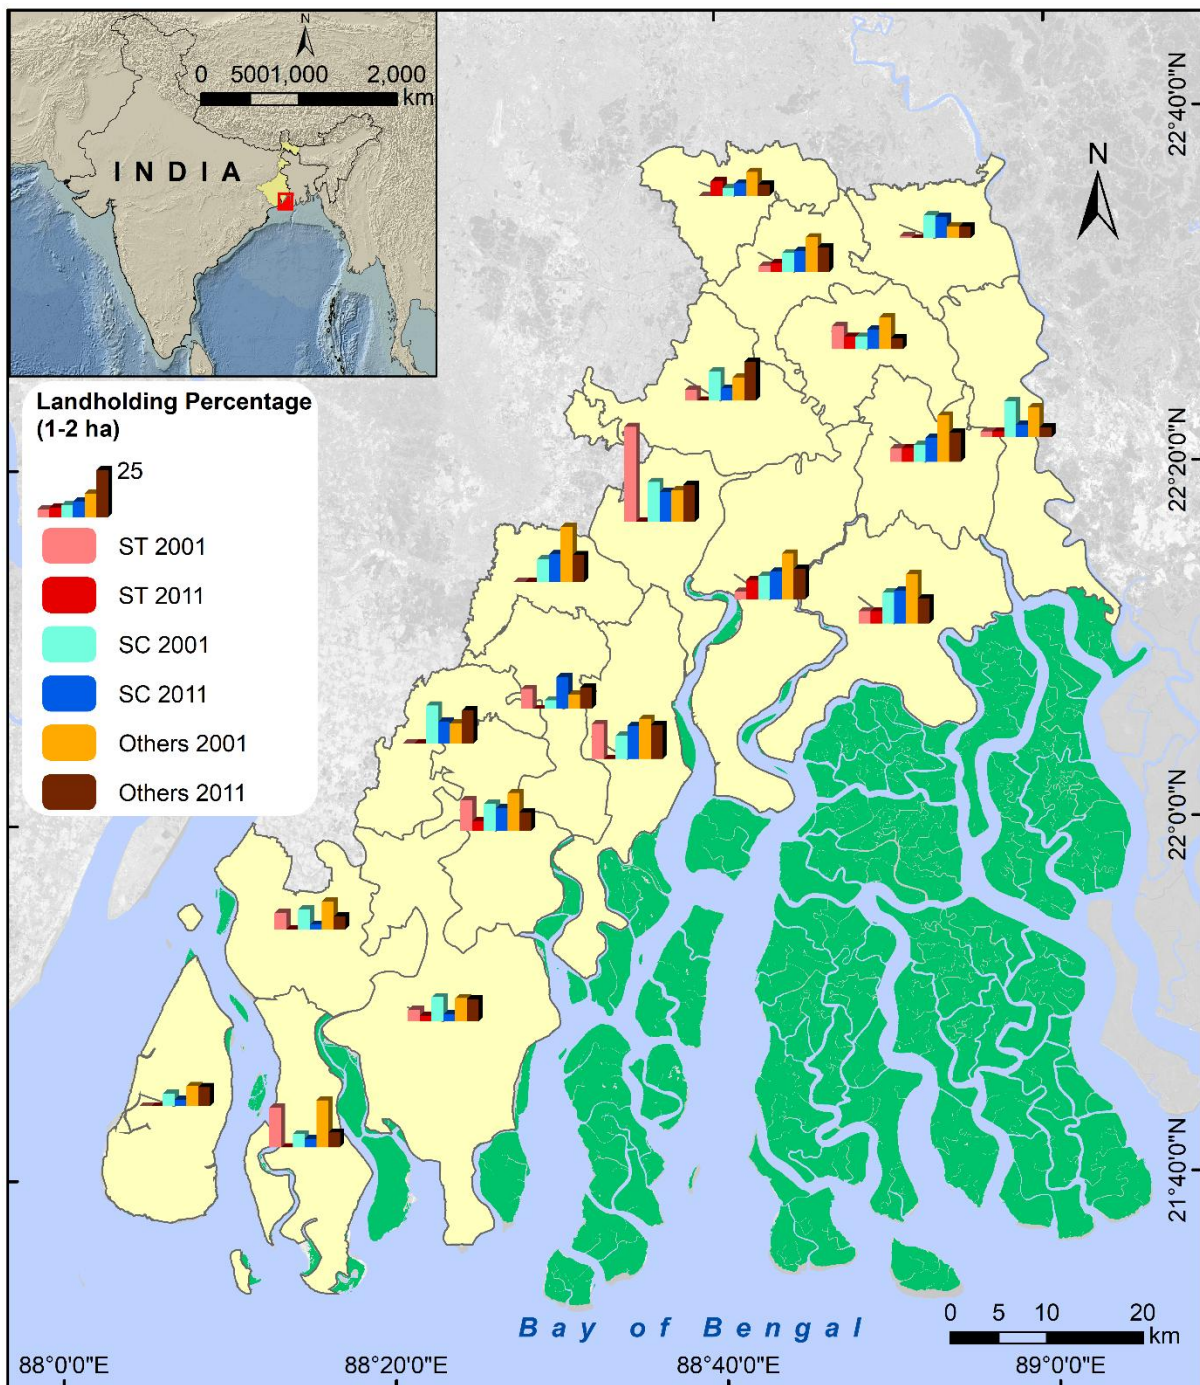 N
0 5001,000 2,000
km
INDIA
Landholding Percentage
(1-2 ha)
25
ST 2001
ST 2011
SC 2001
SC 2011
Others 2001
Others 2011
N
22°40'0"N
22°20'0"N
22°0'0"N
21°40'0"N
Bay of Bengal
0 5 10 20
km
88°0'0"E 88°20'0"E 88°40'0"E 89°0'0"E